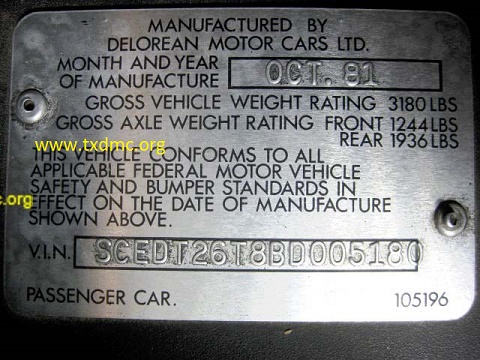 MANUFACTURED BY
DELOREAN MOTOR CARS LTD.
MONTH AND YEAR
OF MANUFACTURE OCT. 81
GROSS VEHICLE WEIGHT RATING 3180 LBS
GROSS AXLE WEIGHT RATING FRONT 1244 LBS
REAR 1936 LBS
www.txdmc.org
THIS VEHICLE CONFORMS TO ALL
APPLICABLE FEDERAL MOTOR VEHICLE
SAFETY AND BUMPER STANDARDS IN
mc.org
EFFECT ON THE DATE OF MANUFACTURE
SHOWN ABOVE.
V.I.N. SCEDT26T8BD005180
PASSENGER CAR. 105196